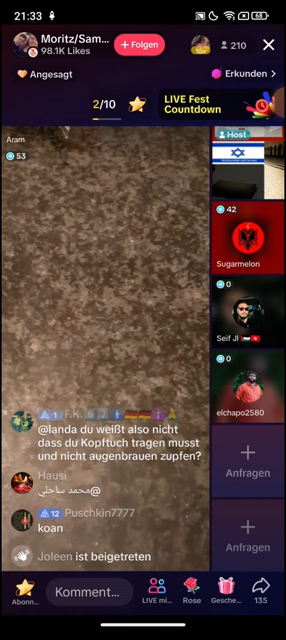 21:33
68
Moritz/Sam...
98.1K Likes
+ Folgen
10+
210
Angesagt
Erkunden >
2/10
LIVE Fest
Countdown
Aram
53
Host
42
Sugarmelon
0
Seif Jl
0
elchapo2580
Anfragen
Anfragen
1 F.K.
@landa du weißt also nicht
dass du Kopftuch tragen musst
und nicht augenbrauen zupfen?
Hausi
@محمد ساحلي
12 Puschkin7777
koan
Joleen ist beigetreten
Abonn...
Komment...
LIVE mi...
Rose
Gesche...
135